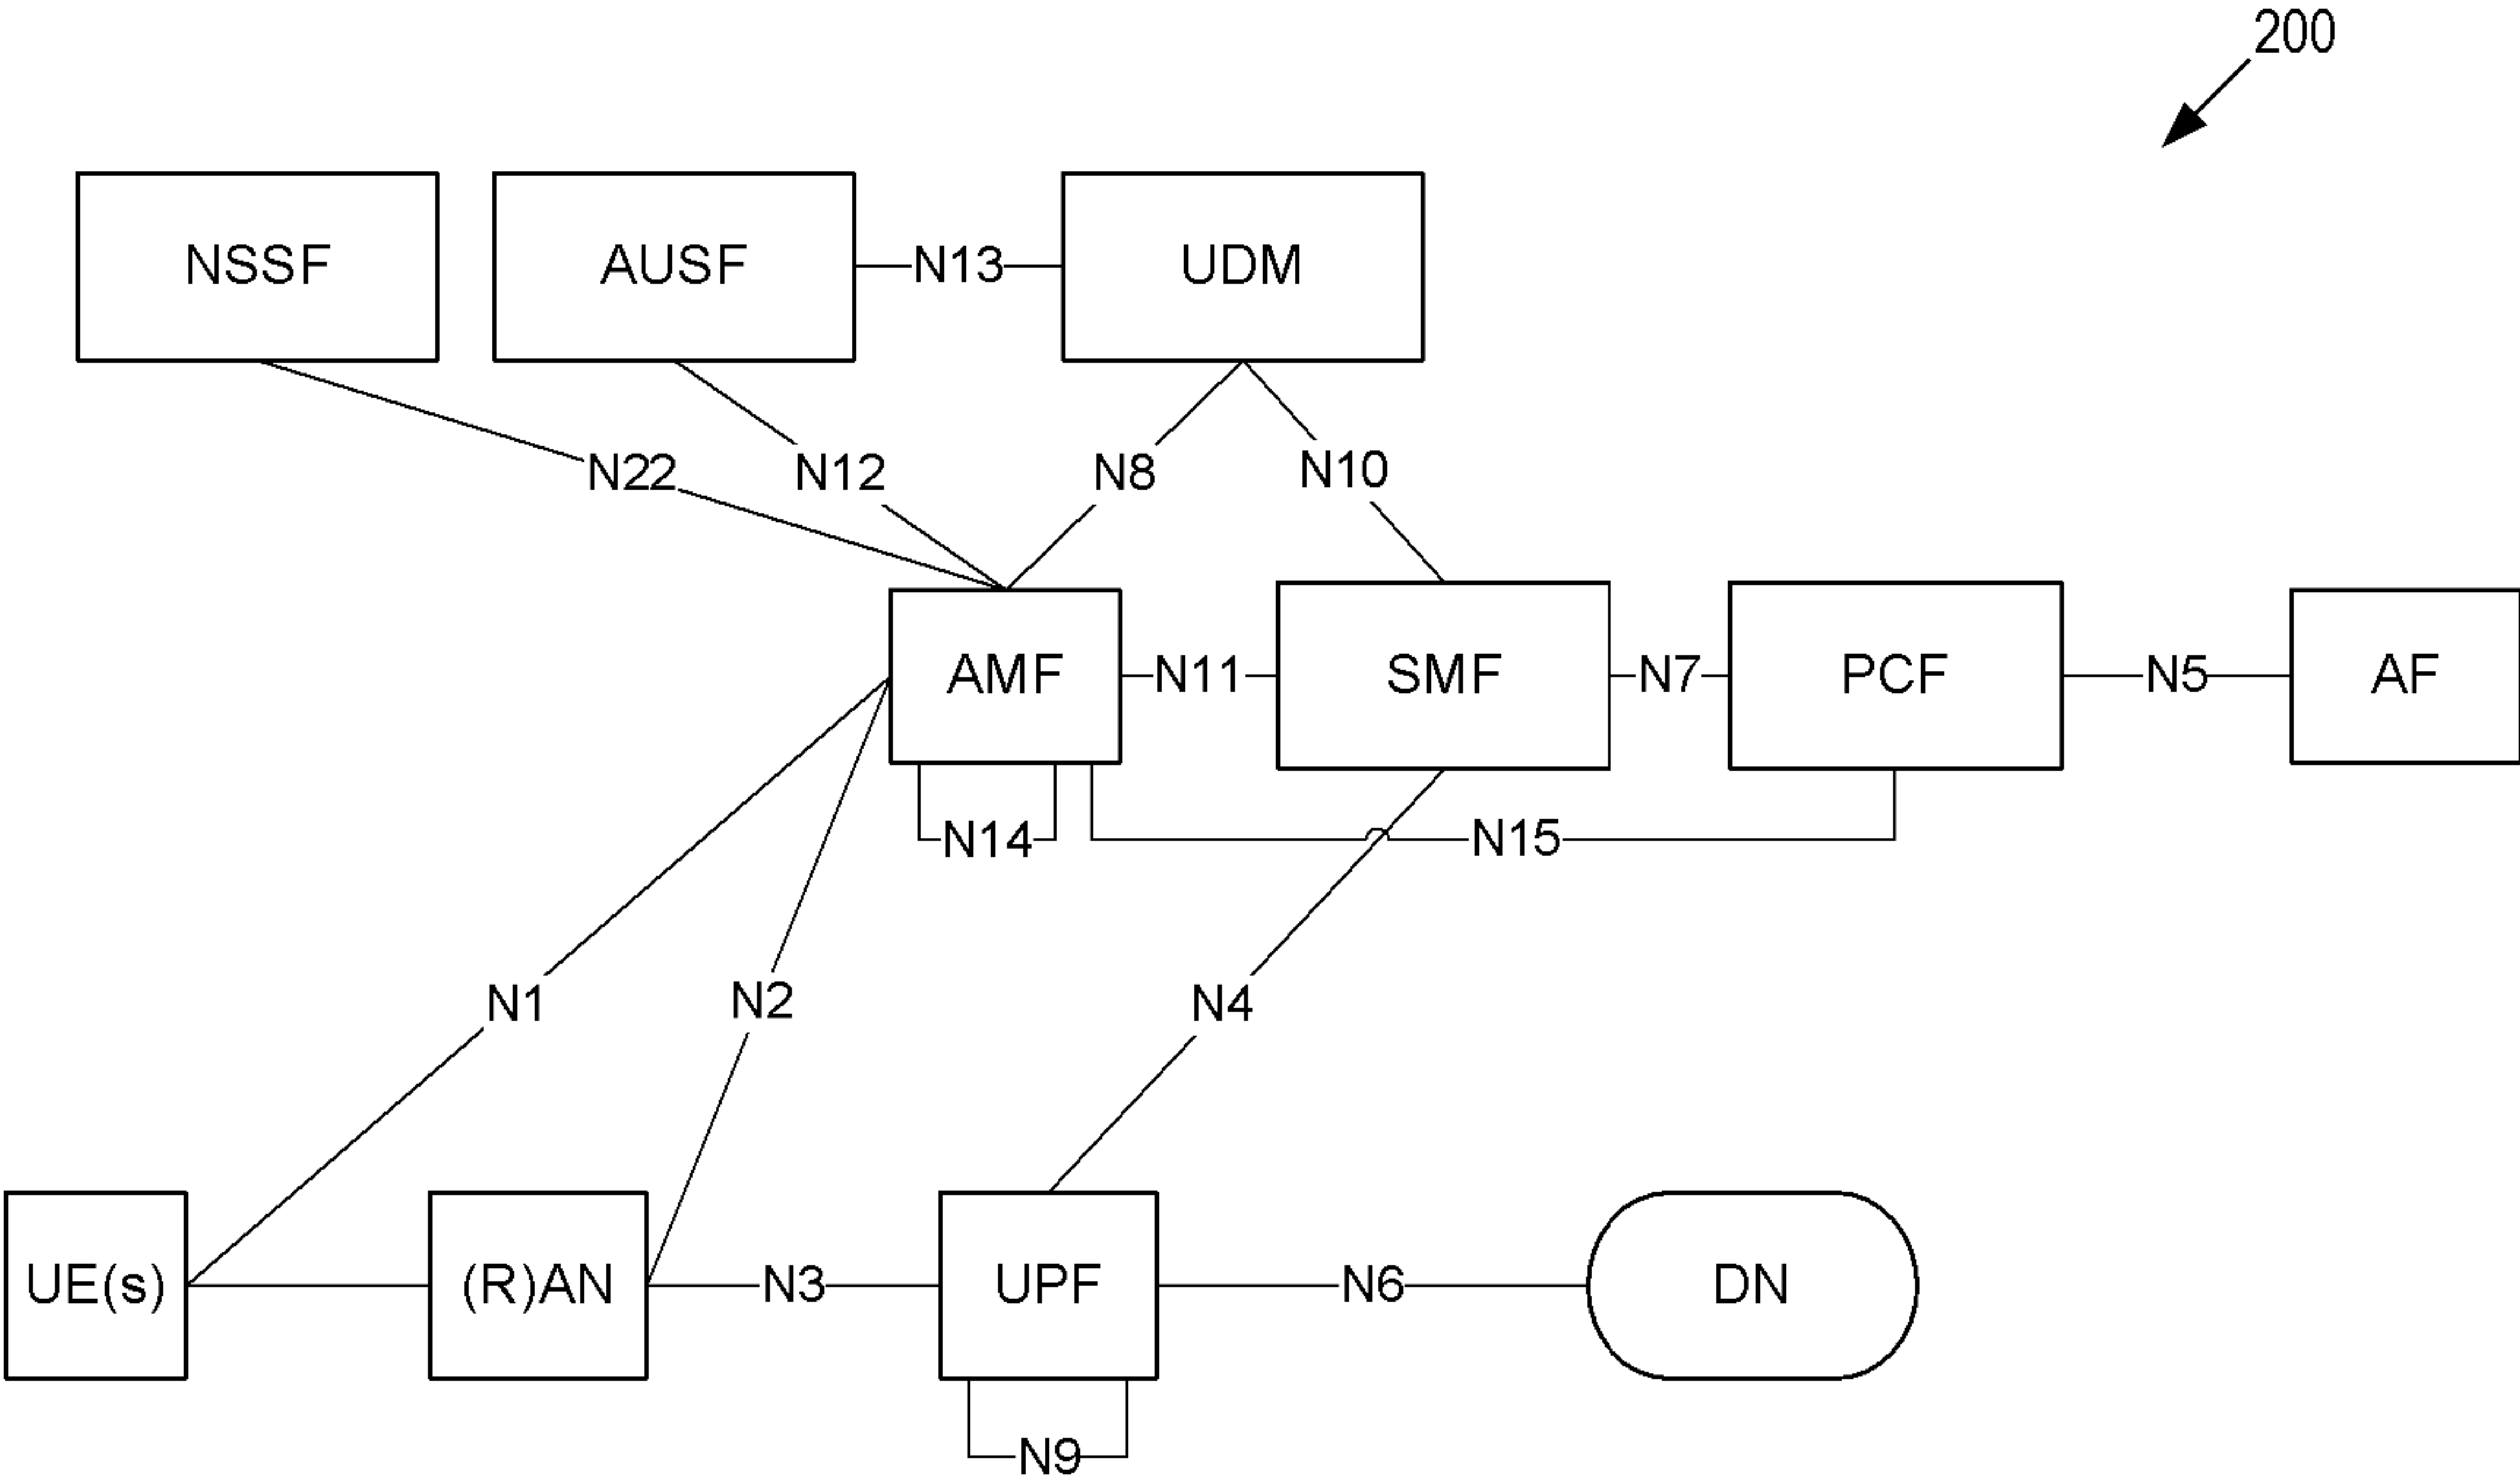 200
NSSF
AUSF
N13
UDM
N22
N12
N8
N10
AMF
N11
SMF
N7
PCF
N5
AF
N14
N15
N1
N2
N4
UE(s)
(R)AN
N3
UPF
N6
DN
N9